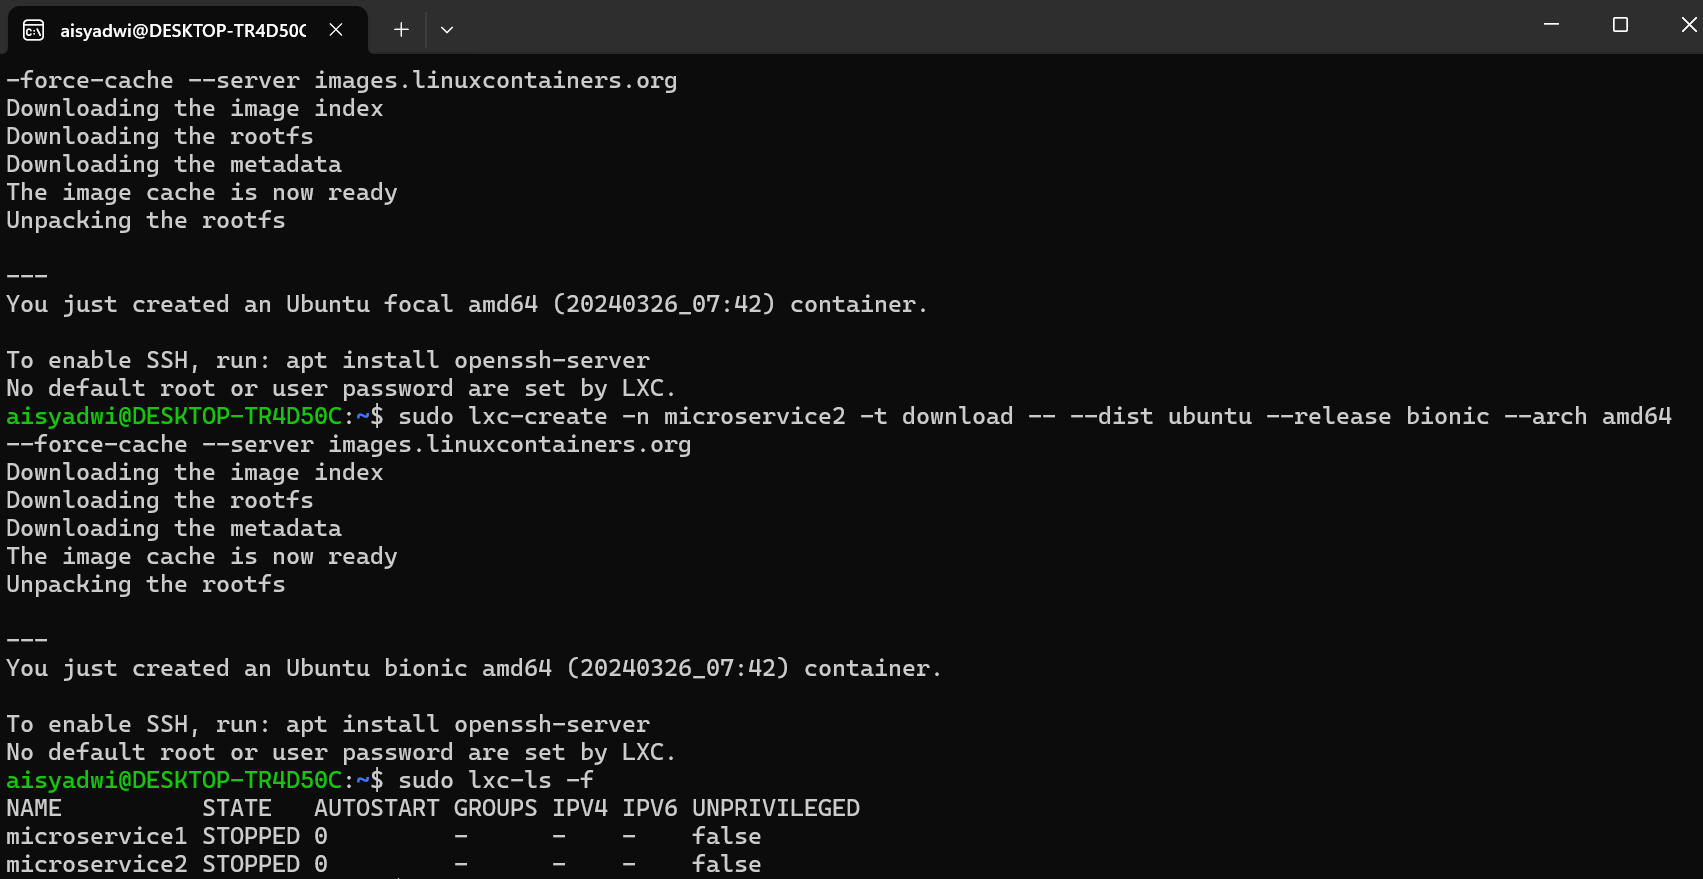 aisyadwi@DESKTOP-TR4D50C
-force-cache --server images.linuxcontainers.org
Downloading the image index
Downloading the rootfs
Downloading the metadata
The image cache is now ready
Unpacking the rootfs

---
You just created an Ubuntu focal amd64 (20240326_07:42) container.

To enable SSH, run: apt install openssh-server
No default root or user password are set by LXC.
aisyadwi@DESKTOP-TR4D50C:~$ sudo lxc-create -n microservice2 -t download -- --dist ubuntu --release bionic --arch amd64
--force-cache --server images.linuxcontainers.org
Downloading the image index
Downloading the rootfs
Downloading the metadata
The image cache is now ready
Unpacking the rootfs

---
You just created an Ubuntu bionic amd64 (20240326_07:42) container.

To enable SSH, run: apt install openssh-server
No default root or user password are set by LXC.
aisyadwi@DESKTOP-TR4D50C:~$ sudo lxc-ls -f
NAME          STATE   AUTOSTART GROUPS IPV4 IPV6 UNPRIVILEGED
microservice1 STOPPED 0         -      -    -    false
microservice2 STOPPED 0         -      -    -    false